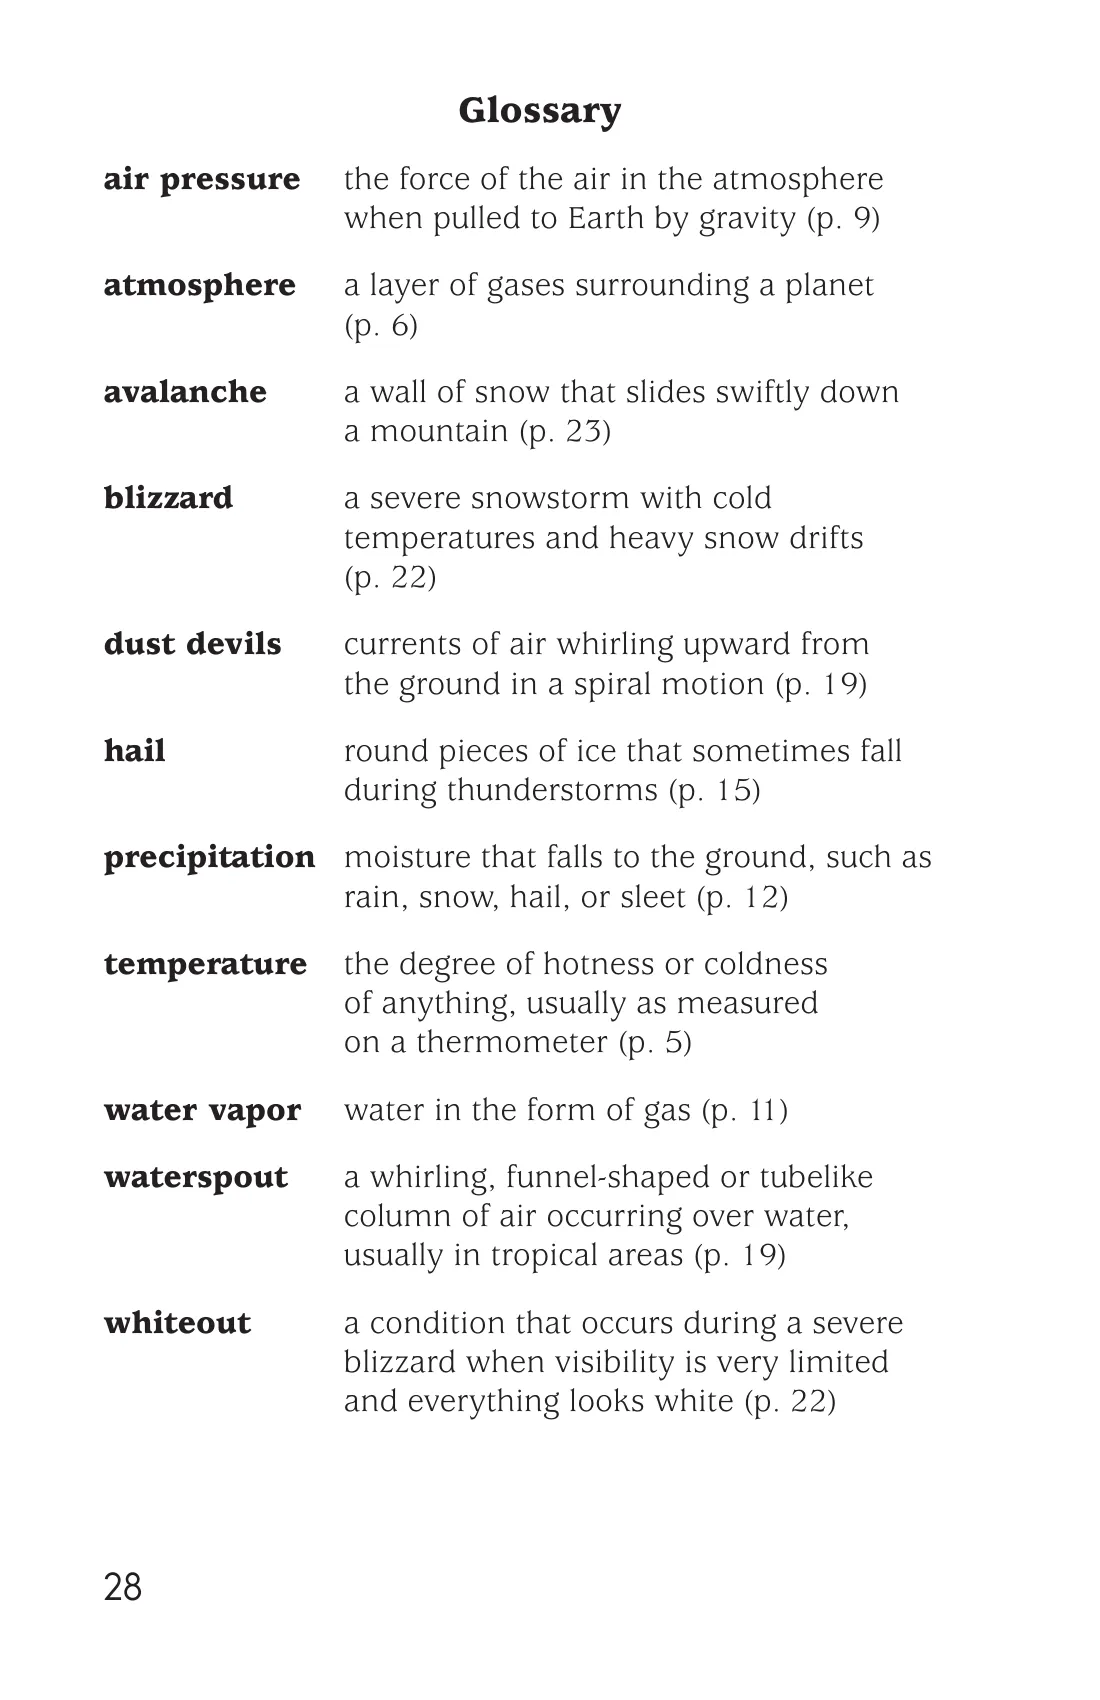 Glossary
air pressure the force of the air in the atmosphere
when pulled to Earth by gravity (p. 9)
atmosphere a layer of gases surrounding a planet
(p. 6)
avalanche a wall of snow that slides swiftly down
a mountain (p. 23)
blizzard a severe snowstorm with cold
temperatures and heavy snow drifts
(p. 22)
dust devils currents of air whirling upward from
the ground in a spiral motion (p. 19)
hail round pieces of ice that sometimes fall
during thunderstorms (p. 15)
precipitation moisture that falls to the ground, such as
rain, snow, hail, or sleet (p. 12)
temperature the degree of hotness or coldness
of anything, usually as measured
on a thermometer (p. 5)
water vapor water in the form of gas (p. 11)
waterspout a whirling, funnel-shaped or tubelike
column of air occurring over water,
usually in tropical areas (p. 19)
whiteout a condition that occurs during a severe
blizzard when visibility is very limited
and everything looks white (p. 22)
28